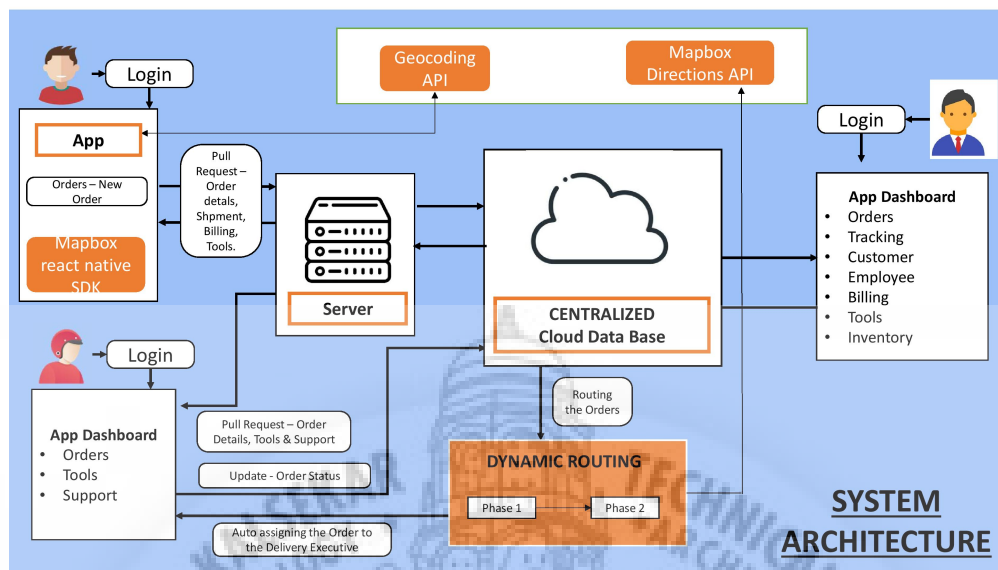 Geocoding
API
Mapbox
Directions API
Login
Login
App
Orders – New
Order
Mapbox
react native
SDK
Pull
Request –
Order
detals,
Shpment,
Billing,
Tools.
Server
CENTRALIZED
Cloud Data Base
App Dashboard
• Orders
• Tracking
• Customer
• Employee
• Billing
• Tools
• Inventory
Login
App Dashboard
• Orders
• Tools
• Support
Pull Request – Order
Details, Tools & Support
Update - Order Status
Auto assigning the Order to
the Delivery Executive
Routing
the Orders
DYNAMIC ROUTING
Phase 1
Phase 2
SYSTEM
ARCHITECTURE